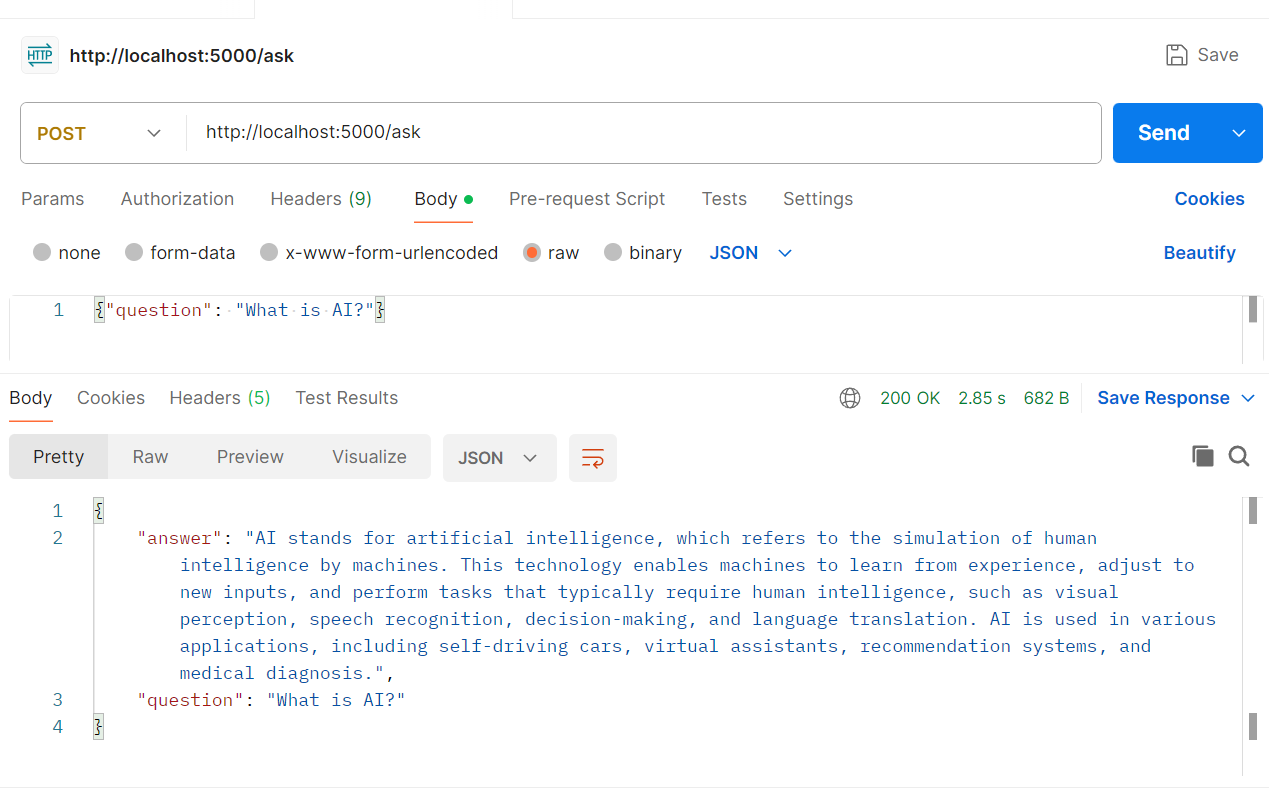 HTTP http://localhost:5000/ask Save
POST http://localhost:5000/ask Send
Params Authorization Headers (9) Body Pre-request Script Tests Settings Cookies
none form-data x-www-form-urlencoded raw binary JSON Beautify
1 {"question": "What is AI?"}
Body Cookies Headers (5) Test Results 200 OK 2.85 s 682 B Save Response
Pretty Raw Preview Visualize JSON
1 {
2 "answer": "AI stands for artificial intelligence, which refers to the simulation of human
intelligence by machines. This technology enables machines to learn from experience, adjust to
new inputs, and perform tasks that typically require human intelligence, such as visual
perception, speech recognition, decision-making, and language translation. AI is used in various
applications, including self-driving cars, virtual assistants, recommendation systems, and
medical diagnosis.",
3 "question": "What is AI?"
4 }